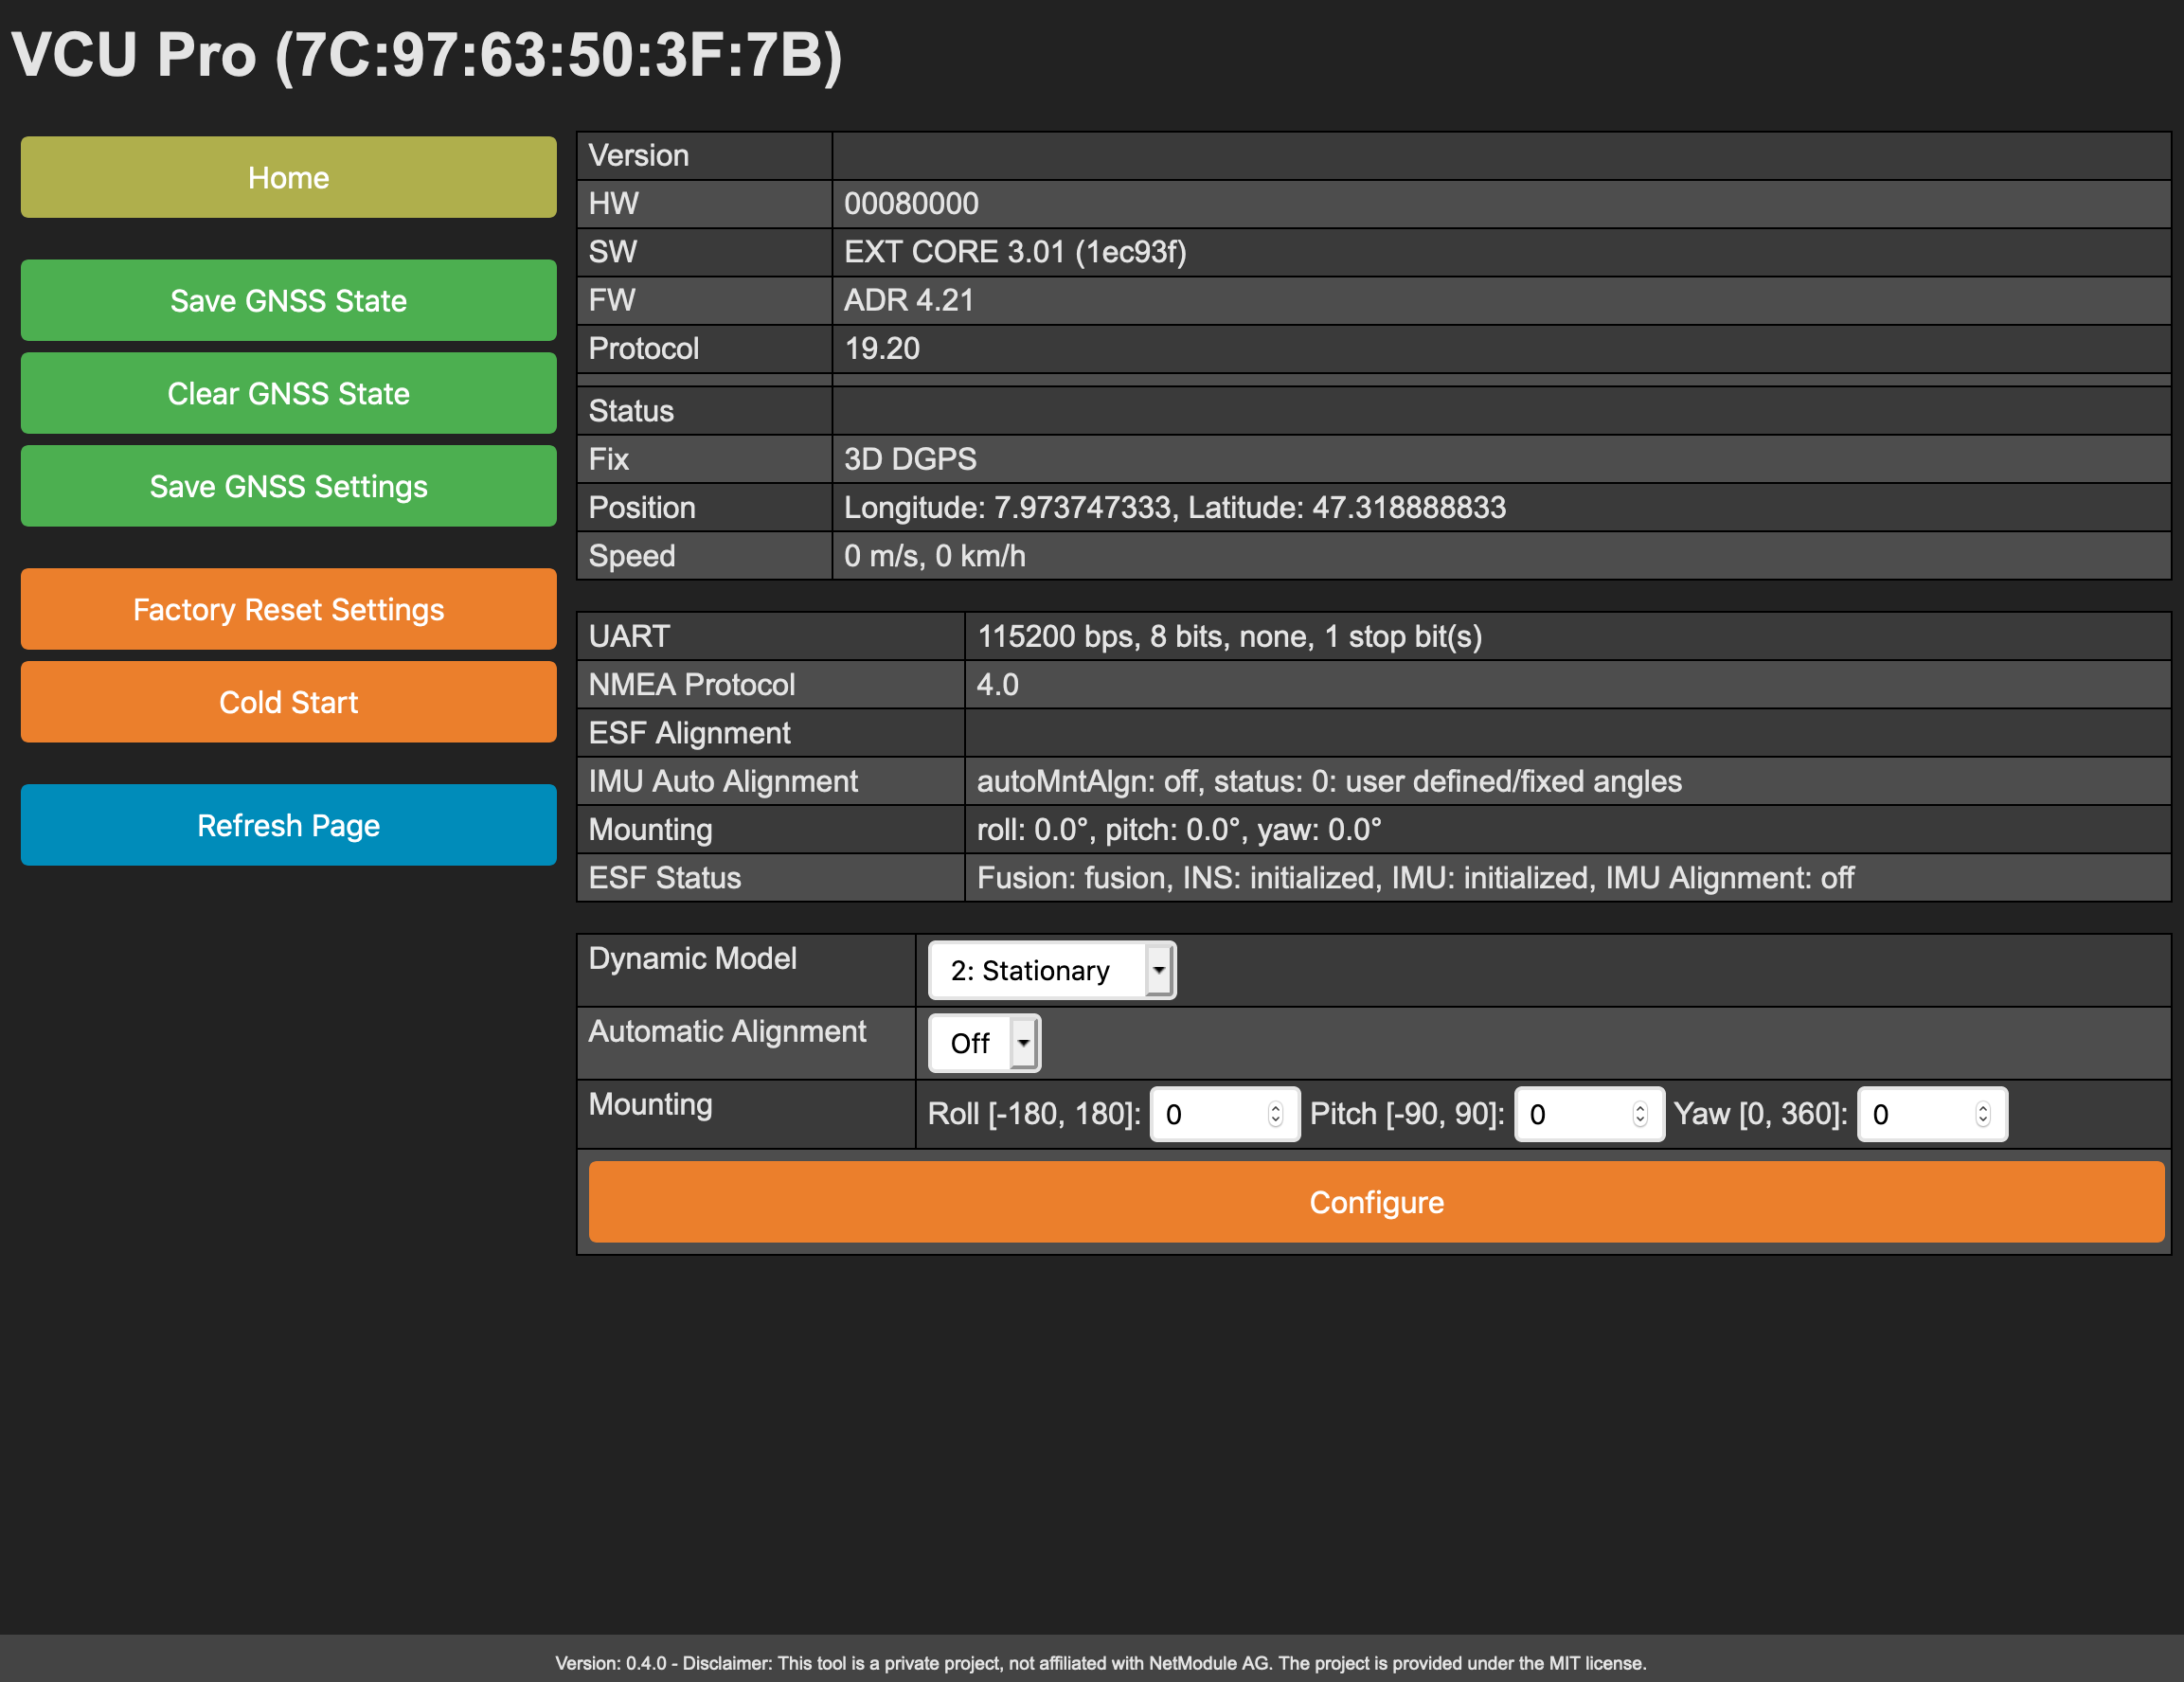 VCU Pro (7C:97:63:50:3F:7B)
Home
Save GNSS State
Clear GNSS State
Save GNSS Settings
Factory Reset Settings
Cold Start
Refresh Page
Version
HW 00080000
SW EXT CORE 3.01 (1ec93f)
FW ADR 4.21
Protocol 19.20
Status
Fix 3D DGPS
Position Longitude: 7.973747333, Latitude: 47.318888833
Speed 0 m/s, 0 km/h
UART 115200 bps, 8 bits, none, 1 stop bit(s)
NMEA Protocol 4.0
ESF Alignment
IMU Auto Alignment autoMntAlgn: off, status: 0: user defined/fixed angles
Mounting roll: 0.0°, pitch: 0.0°, yaw: 0.0°
ESF Status Fusion: fusion, INS: initialized, IMU: initialized, IMU Alignment: off
Dynamic Model 2: Stationary
Automatic Alignment Off
Mounting Roll [-180, 180]: 0 Pitch [-90, 90]: 0 Yaw [0, 360]: 0
Configure
Version: 0.4.0 - Disclaimer: This tool is a private project, not affiliated with NetModule AG. The project is provided under the MIT license.